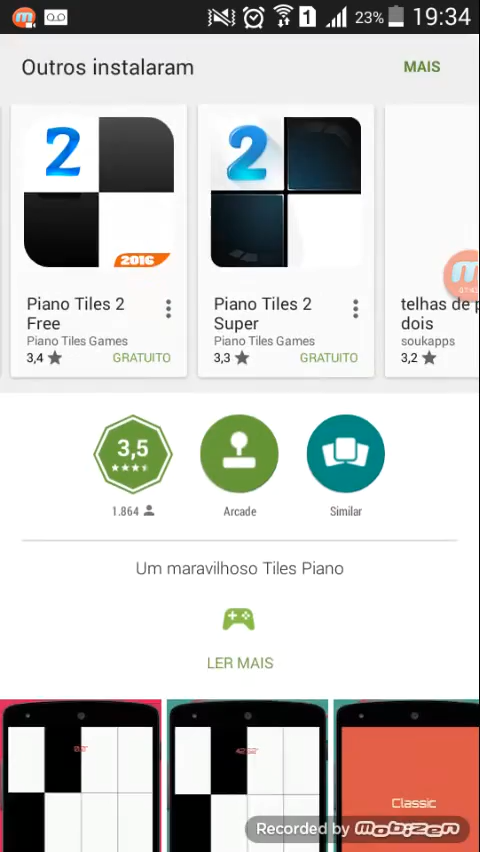 1
23%
19:34
Outros instalaram
MAIS
2
2016
Piano Tiles 2
Free
Piano Tiles Games
3,4
GRATUITO
2
Piano Tiles 2
Super
Piano Tiles Games
3,3
GRATUITO
telhas de p
dois
soukapps
3,2
3,5
1.864
Arcade
Similar
Um maravilhoso Tiles Piano
LER MAIS
Classic
Recorded by Mobizen